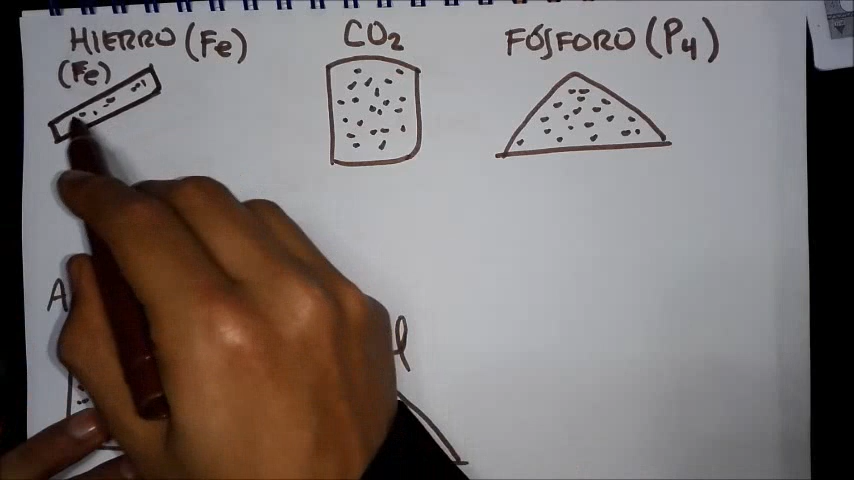 HIERRO (Fe)
(Fe)
CO2
FÓSFORO (P4)
A
l